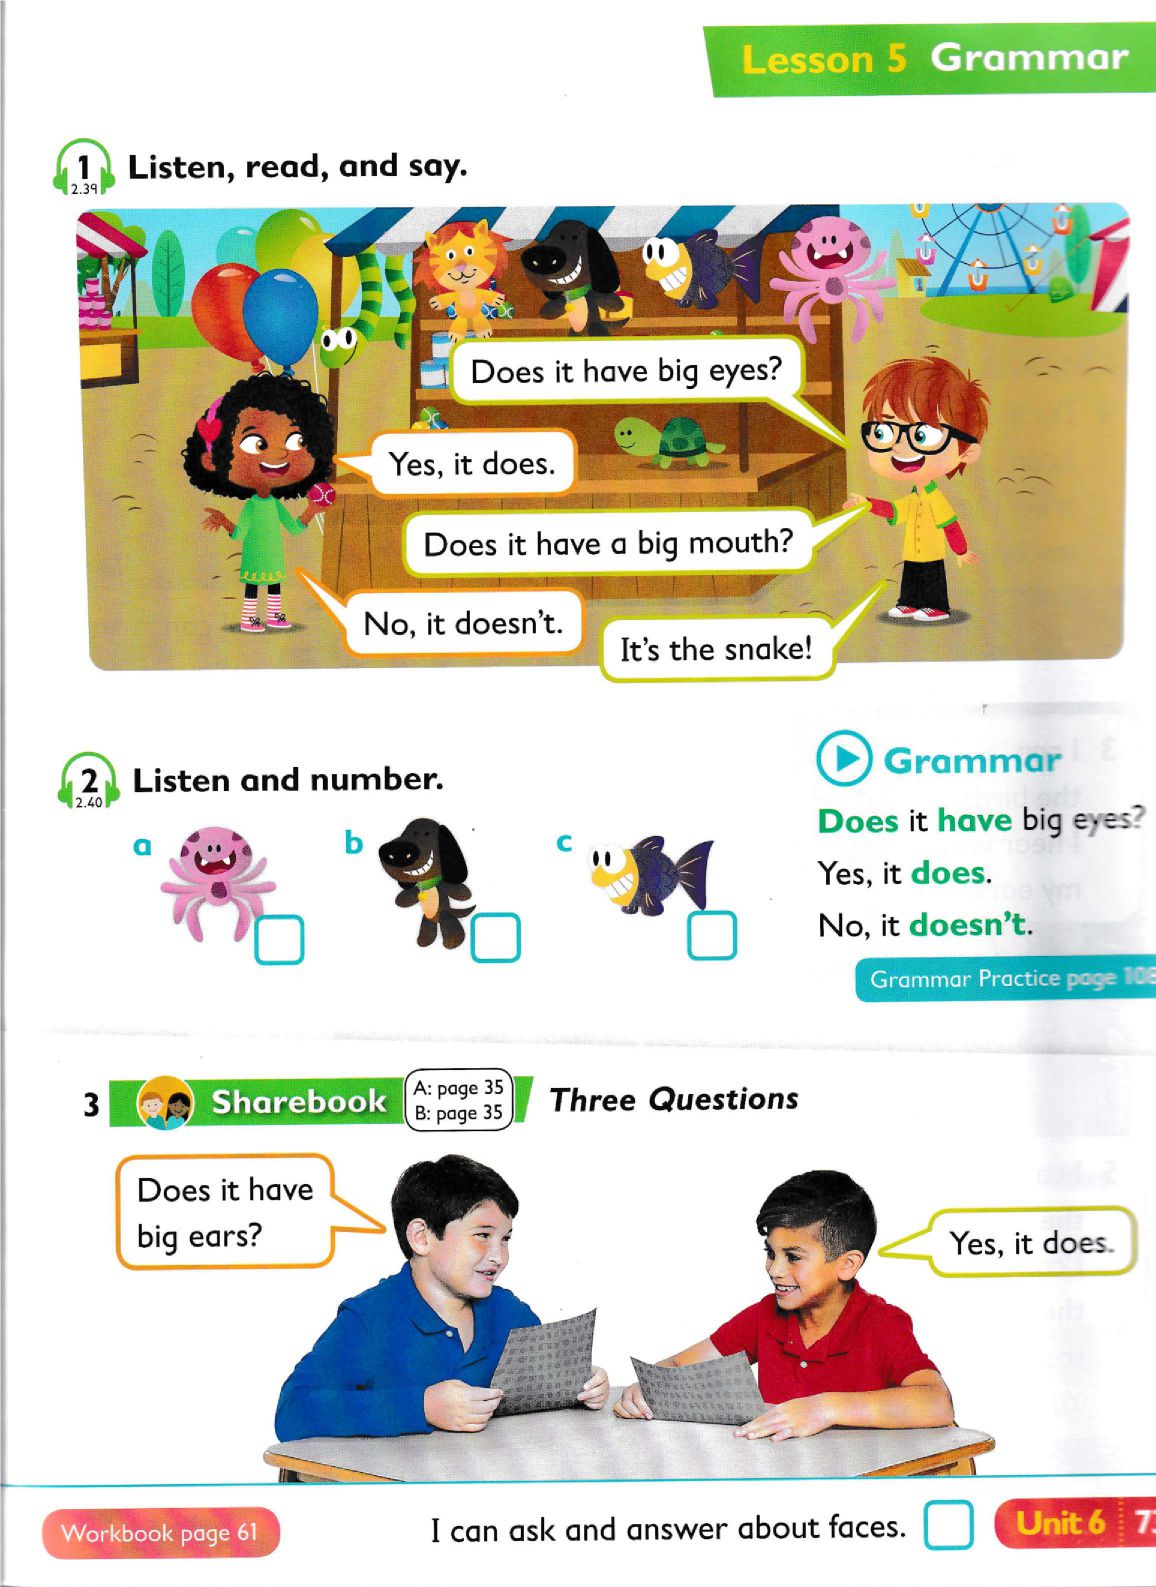 Lesson 5 Grammar
1 Listen, read, and say.
2.39
Does it have big eyes?
Yes, it does.
Does it have a big mouth?
No, it doesn't.
It's the snake!
2 Listen and number.
2.40
a
b
c
Grammar
Does it have big eyes?
Yes, it does.
No, it doesn't.
Grammar Practice page 108
3 Sharebook
A: page 35
B: page 35
Three Questions
Does it have
big ears?
Yes, it does.
Workbook page 61
I can ask and answer about faces.
Unit 6